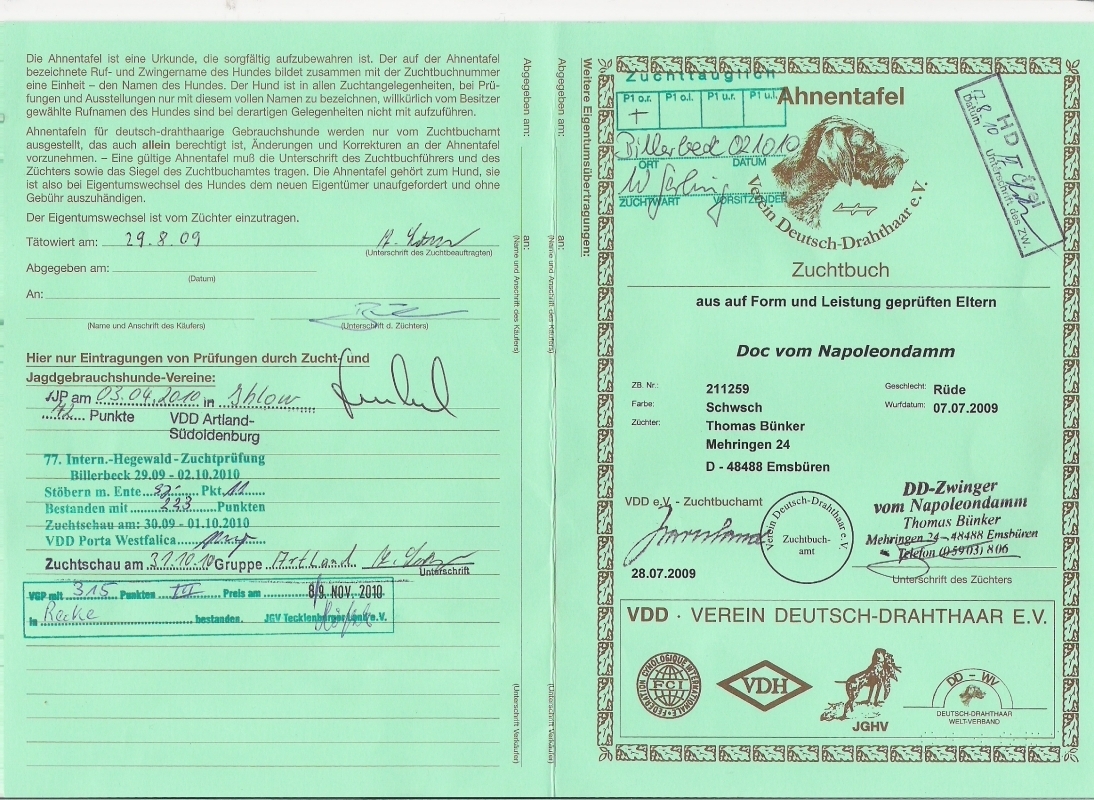 Die Ahnentafel ist eine Urkunde, die sorgfältig aufzubewahren ist. Der auf der Ahnentafel
bezeichnete Ruf- und Zwingername des Hundes bildet zusammen mit der Zuchtbuchnummer
eine Einheit – den Namen des Hundes. Der Hund ist in allen Zuchtangelegenheiten, bei Prü-
fungen und Ausstellungen nur mit diesem vollen Namen zu bezeichnen, willkürlich vom Besitzer
gewählte Rufnamen des Hundes sind bei derartigen Gelegenheiten nicht mit aufzuführen.
Ahnentafeln für deutsch-drahthaarige Gebrauchshunde werden nur vom Zuchtbuchamt
ausgestellt, das auch allein berechtigt ist, Änderungen und Korrekturen an der Ahnentafel
vorzunehmen. – Eine gültige Ahnentafel muß die Unterschrift des Zuchtbuchführers und des
Züchters sowie das Siegel des Zuchtbuchamtes tragen. Die Ahnentafel gehört zum Hund, sie
ist also bei Eigentumswechsel des Hundes dem neuen Eigentümer unaufgefordert und ohne
Gebühr auszuhändigen.
Der Eigentumswechsel ist vom Züchter einzutragen.
Tätowiert am: 29.8.09
(Unterschrift des Zuchtbeauftragten)
Abgegeben am:
(Datum)
An:
(Name und Anschrift des Käufers) (Unterschrift d. Züchters)
Hier nur Eintragungen von Prüfungen durch Zucht- und
Jagdgebrauchshunde-Vereine:
VJP am 03.04.2010 in Ihlow
72 Punkte VDD Artland-
Südoldenburg
77. Intern.-Hegewald-Zuchtprüfung
Billerbeck 29.09 - 02.10.2010
Stöbern m. Ente Pkt. 11
Bestanden mit 233 Punkten
Zuchtschau am: 30.09 - 01.10.2010
VDD Porta Westfalica
Zuchtschau am 31.10.10 Gruppe Artland
Unterschrift
VGP mit 315 Punkten III Preis am 8/9. NOV. 2010
in Recke bestanden. JGV Tecklenburger Land e.V.
Abgegeben am: an:
(Name und Anschrift des Käufers)
(Unterschrift Verkäufer)
Abgegeben am: an:
(Name und Anschrift des Käufers)
(Unterschrift Verkäufer)
Weitere Eigentumsübertragungen:
Zuchttauglich
P1 o.r. P1 o.l. P1 u.r. P1 u.l.
+
Billerbeck 021010
ORT DATUM
ZUCHTWART VORSITZENDER
Ahnentafel
17.8.10 HD
Datum Unterschrift des ZW.
Verein Deutsch-Drahthaar e.V.
Zuchtbuch
aus auf Form und Leistung geprüften Eltern
Doc vom Napoleondamm
ZB. Nr.: 211259 Geschlecht: Rüde
Farbe: Schwsch Wurfdatum: 07.07.2009
Züchter: Thomas Bünker
Mehringen 24
D - 48488 Emsbüren
VDD e.V. - Zuchtbuchamt
Verein Deutsch-Drahthaar e.V.
Zuchtbuch-
amt
DD-Zwinger
vom Napoleondamm
Thomas Bünker
Mehringen 24 - 48488 Emsbüren
Telefon (05903) 806
28.07.2009
Unterschrift des Züchters
VDD · VEREIN DEUTSCH-DRAHTHAAR E.V.
FEDERATION CYNOLOGIQUE INTERNATIONALE
FCI
VDH
JGHV
DD - WV
DEUTSCH-DRAHTHAAR
WELT-VERBAND